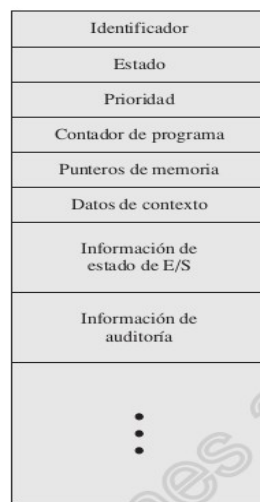 Identificador
Estado
Prioridad
Contador de programa
Punteros de memoria
Datos de contexto
Información de
estado de E/S
Información de
auditoría